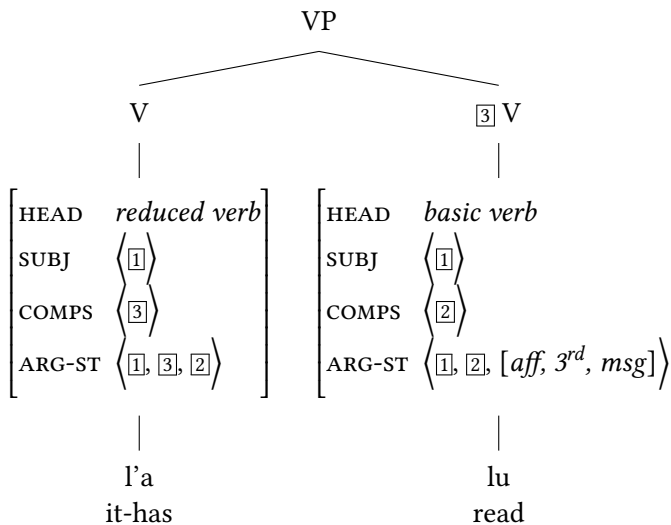 VP
V 3 V
HEAD reduced verb HEAD basic verb
SUBJ ⟨1⟩ SUBJ ⟨1⟩
COMPS ⟨3⟩ COMPS ⟨2⟩
ARG-ST ⟨1, 3, 2⟩ ARG-ST ⟨1, 2, [aff, 3rd, msg]⟩
l’a lu
it-has read